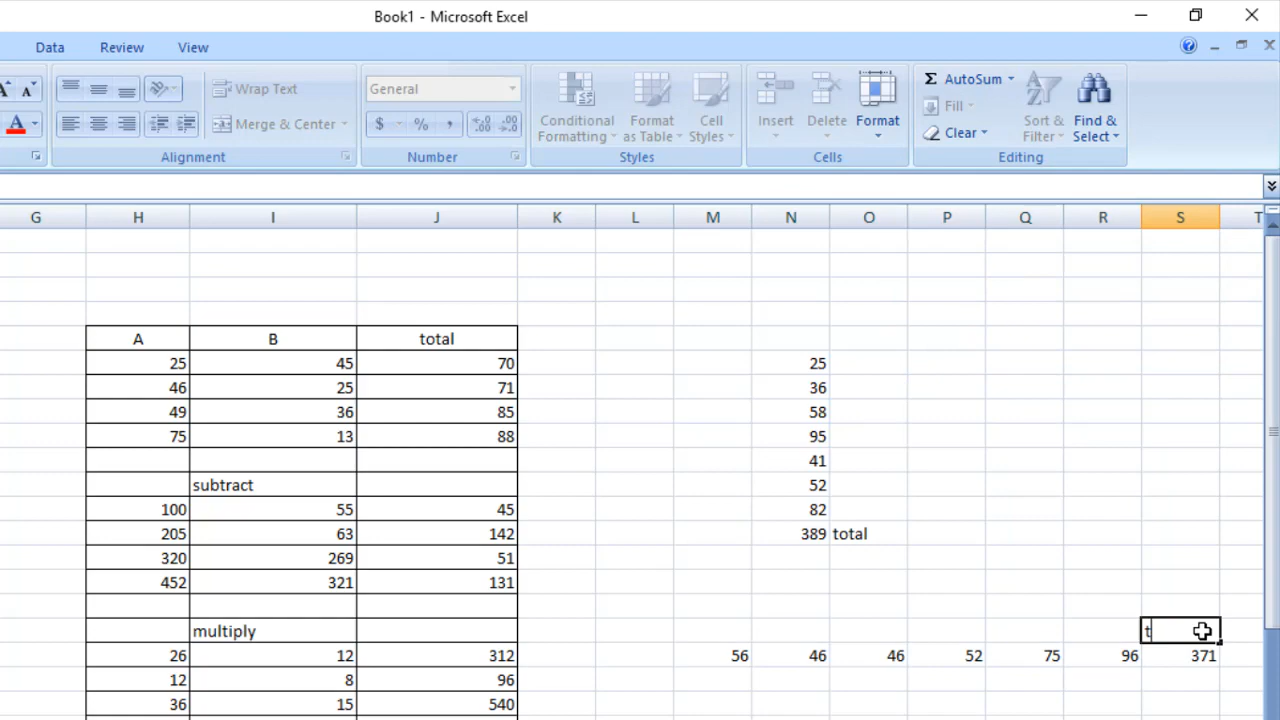 Book1 - Microsoft Excel
Data Review View
A A Wrap Text General Σ AutoSum
Conditional Formatting Format as Table Cell Styles Insert Delete Format Fill Sort & Filter Find & Select
A Merge & Center $ % , .00 .00 Clear
Alignment Number Styles Cells Editing
G H I J K L M N O P Q R S T
A B total
25 45 70 25
46 25 71 36
49 36 85 58
75 13 88 95
41
subtract 52
100 55 45 82
205 63 142 389 total
320 269 51
452 321 131
multiply t
26 12 312 56 46 46 52 75 96 371
12 8 96
36 15 540